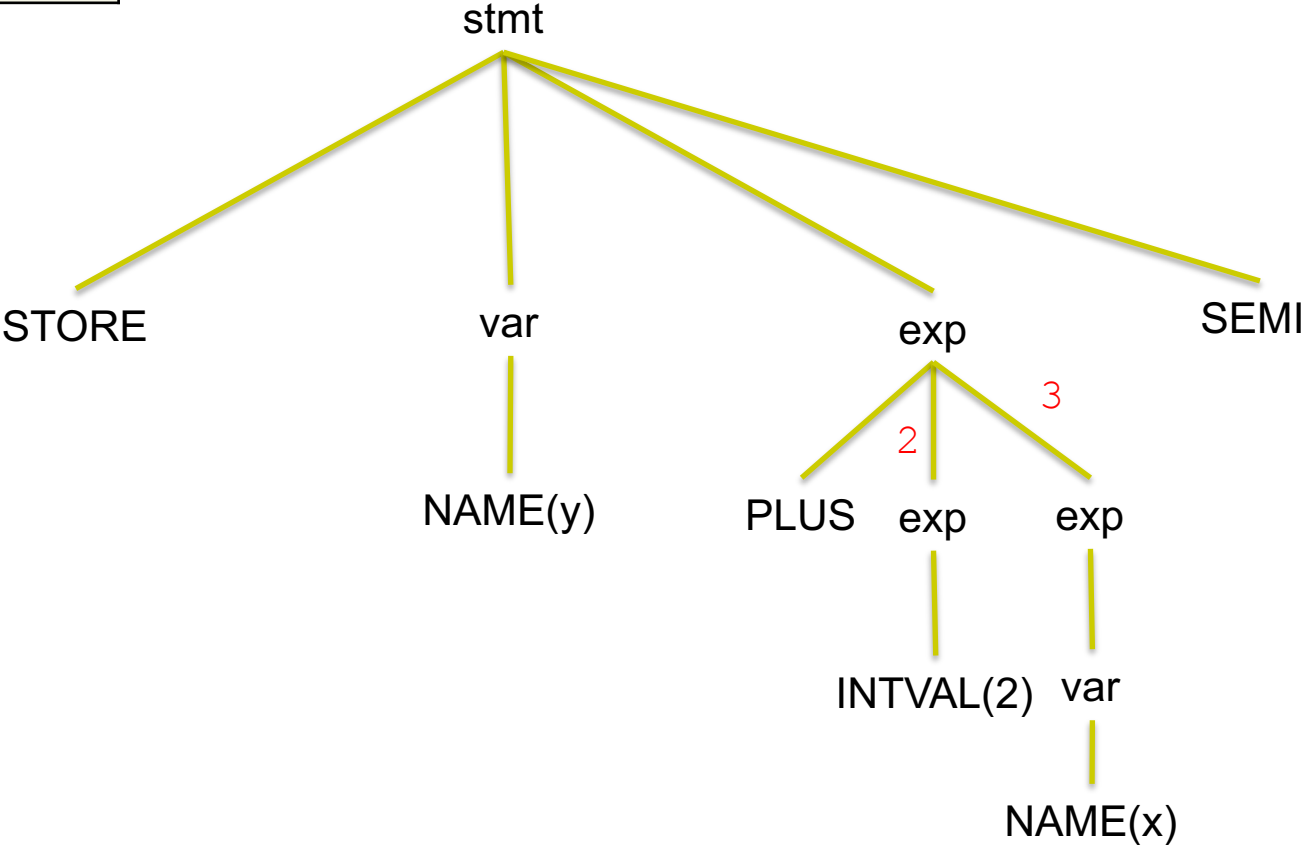 stmt
STORE
var
exp
SEMI
3
2
NAME(y)
PLUS
exp
exp
INTVAL(2)
var
NAME(x)